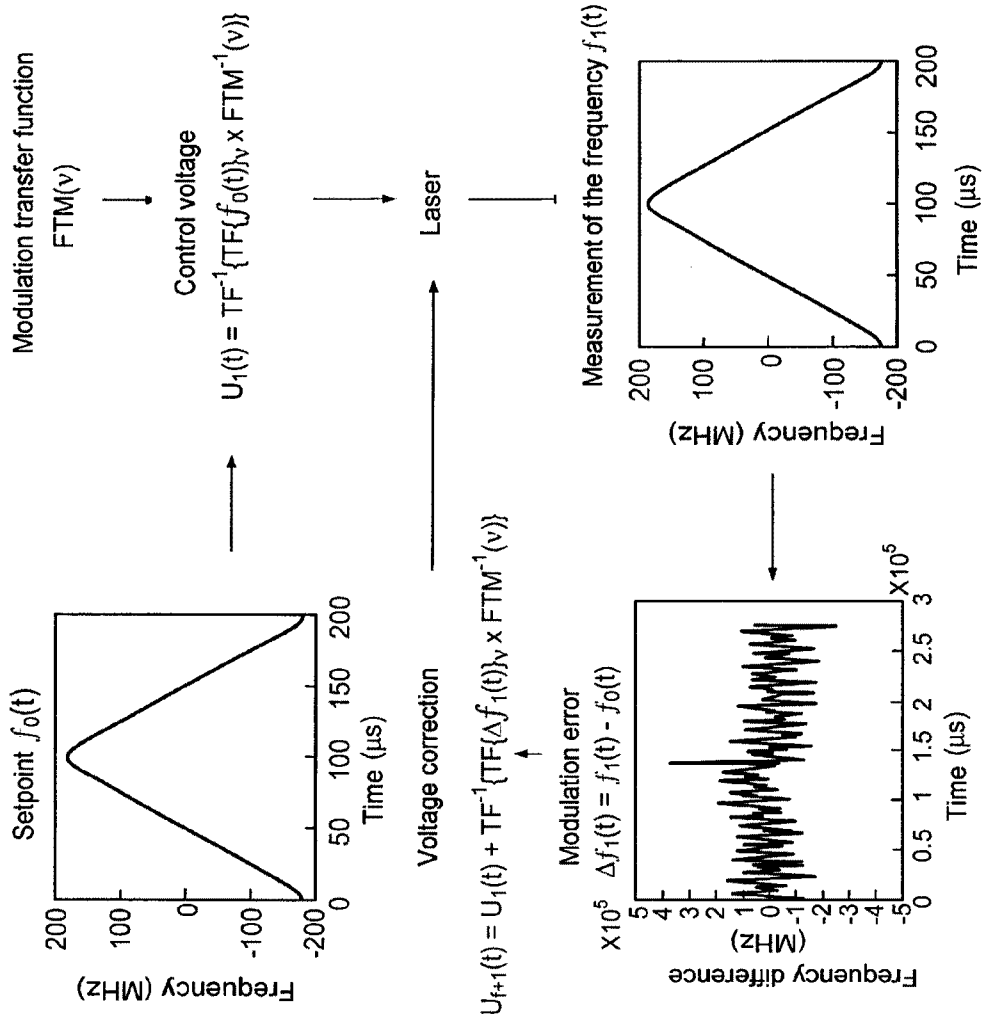 Modulation transfer function
FTM(ν)
Setpoint f₀(t)
200
100
0
-100
-200
Frequency (MHz)
0
50
100
150
200
Time (μs)
Control voltage
U₁(t) = TF⁻¹{TF{f₀(t)}ᵥ x FTM⁻¹(ν)}
Voltage correction
U_f+1(t) = U₁(t) + TF⁻¹{TF{Δf₁(t)}ᵥ x FTM⁻¹(ν)}
Laser
Modulation error
Δf₁(t) = f₁(t) - f₀(t)
X10⁵
5
4
3
2
1
0
-1
-2
-3
-4
-5
Frequency difference
(MHz)
0
0.5
1
1.5
2
2.5
3
X10⁵
Time (μs)
Measurement of the frequency f₁(t)
200
100
0
-100
-200
Frequency (MHz)
0
50
100
150
200
Time (μs)